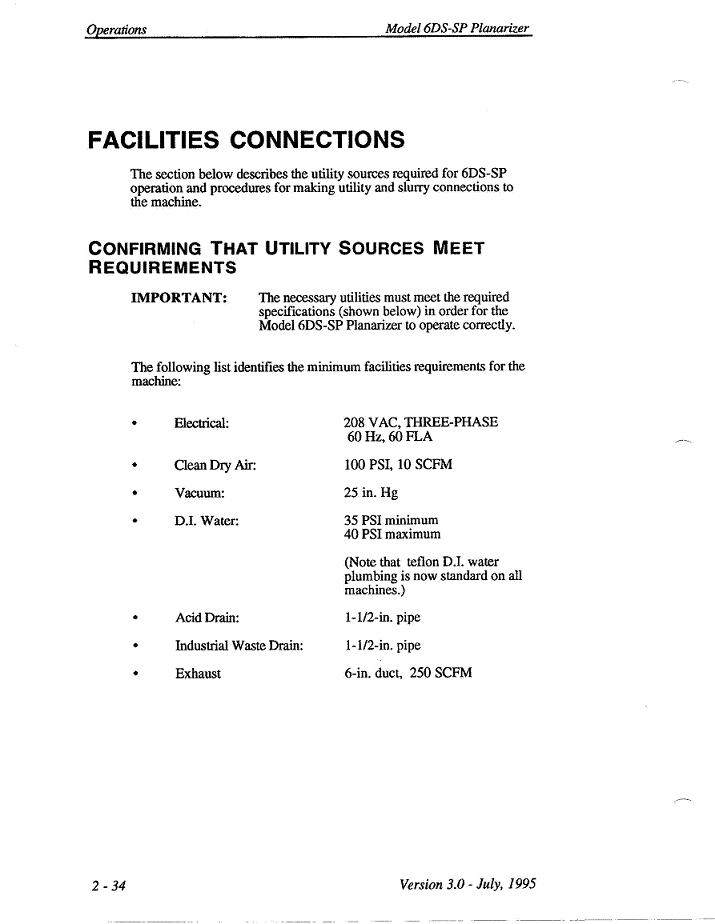 Operations Model 6DS-SP Planarizer
FACILITIES CONNECTIONS
The section below describes the utility sources required for 6DS-SP
operation and procedures for making utility and slurry connections to
the machine.
CONFIRMING THAT UTILITY SOURCES MEET
REQUIREMENTS
IMPORTANT: The necessary utilities must meet the required
specifications (shown below) in order for the
Model 6DS-SP Planarizer to operate correctly.
The following list identifies the minimum facilities requirements for the
machine:
• Electrical: 208 VAC, THREE-PHASE
60 Hz, 60 FLA
• Clean Dry Air: 100 PSI, 10 SCFM
• Vacuum: 25 in. Hg
• D.I. Water: 35 PSI minimum
40 PSI maximum
(Note that teflon D.I. water
plumbing is now standard on all
machines.)
• Acid Drain: 1-1/2-in. pipe
• Industrial Waste Drain: 1-1/2-in. pipe
• Exhaust 6-in. duct, 250 SCFM
2 - 34 Version 3.0 - July, 1995